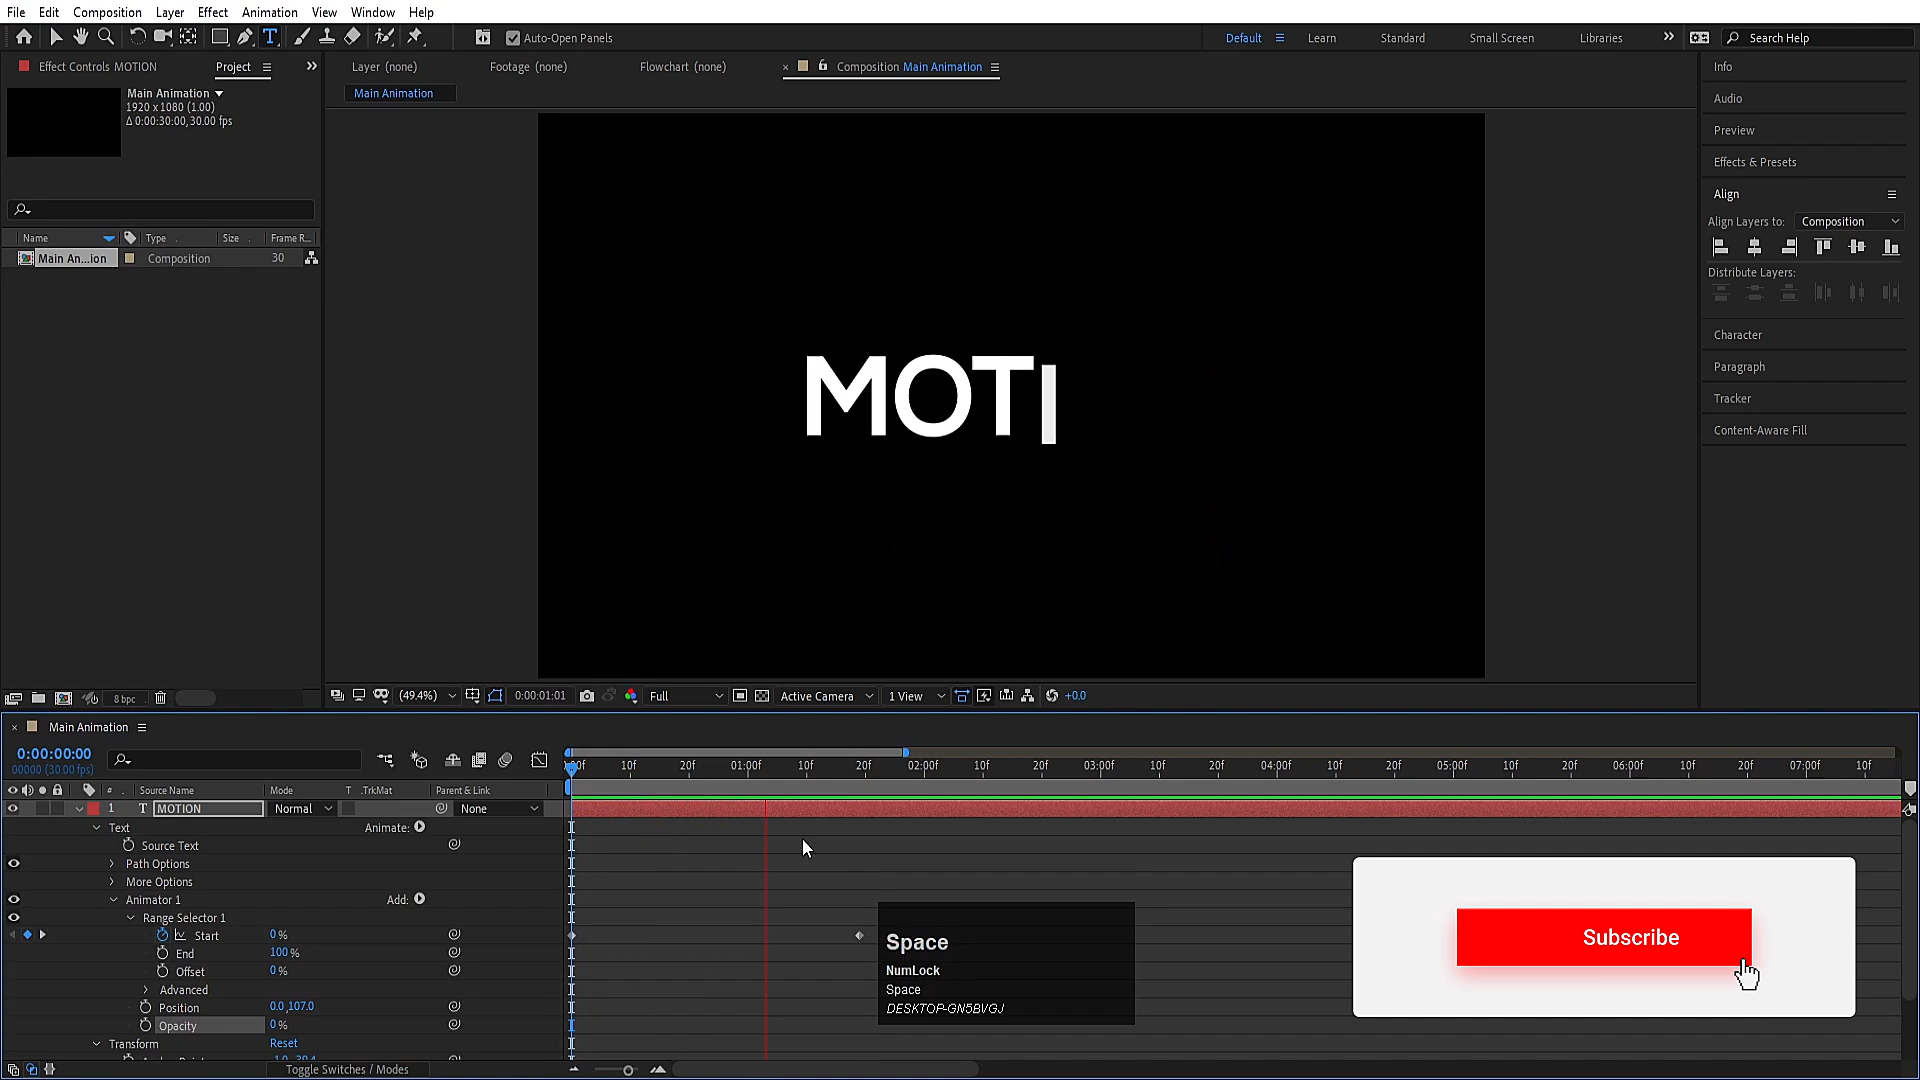 File Edit Composition Layer Effect Animation View Window Help
Auto-Open Panels Default Learn Standard Small Screen Libraries Search Help
Effect Controls MOTION Project Layer (none) Footage (none) Flowchart (none) Composition Main Animation
Main Animation
1920 x 1080 (1.00)
Δ 0:00:30:00, 30.00 fps
Main Animation
Name Type Size Frame R...
Main An...ion Composition 30
MOTI
Info
Audio
Preview
Effects & Presets
Align
Align Layers to: Composition
Distribute Layers:
Character
Paragraph
Tracker
Content-Aware Fill
8 bpc
(49.4%) 0:00:01:01 Full Active Camera 1 View +0.0
Main Animation
0:00:00:00
00000 (30.00 fps)
10f 20f 01:00f 10f 20f 02:00f 10f 20f 03:00f 10f 20f 04:00f 10f 20f 05:00f 10f 20f 06:00f 10f 20f 07:00f 10f
# Source Name Mode T .TrkMat Parent & Link
1 T MOTION Normal None
Text Animate:
Source Text
Path Options
More Options
Animator 1 Add:
Range Selector 1
Start 0 %
End 100 %
Offset 0 %
Advanced
Position 0.0,107.0
Opacity 0 %
Transform Reset
Toggle Switches / Modes
Space
NumLock
Space
DESKTOP-GN5BVGJ
Subscribe